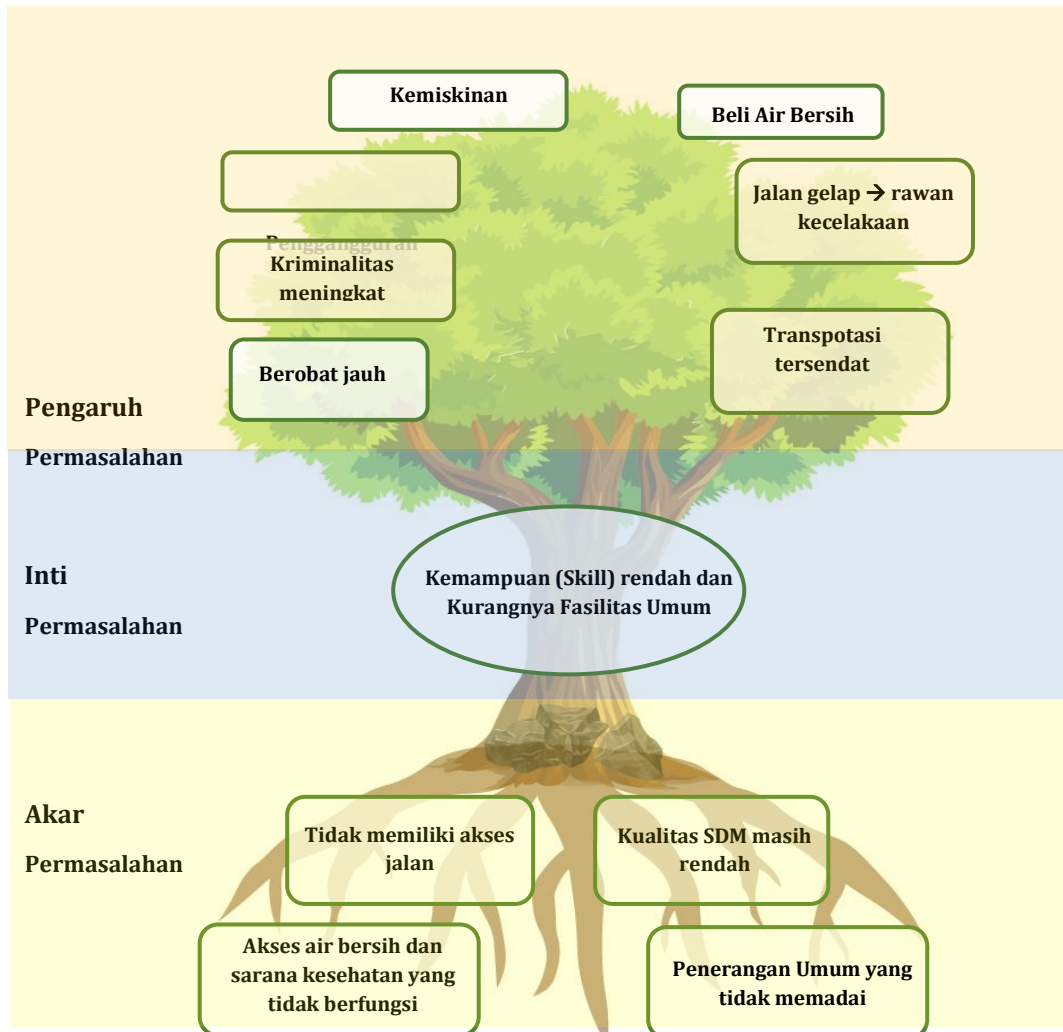 Kemiskinan
Beli Air Bersih
Jalan gelap → rawan
kecelakaan
Penggangguran
Kriminalitas
meningkat
Transpotasi
tersendat
Berobat jauh
Pengaruh
Permasalahan
Inti
Permasalahan
Kemampuan (Skill) rendah dan
Kurangnya Fasilitas Umum
Akar
Permasalahan
Tidak memiliki akses
jalan
Kualitas SDM masih
rendah
Akses air bersih dan
sarana kesehatan yang
tidak berfungsi
Penerangan Umum yang
tidak memadai